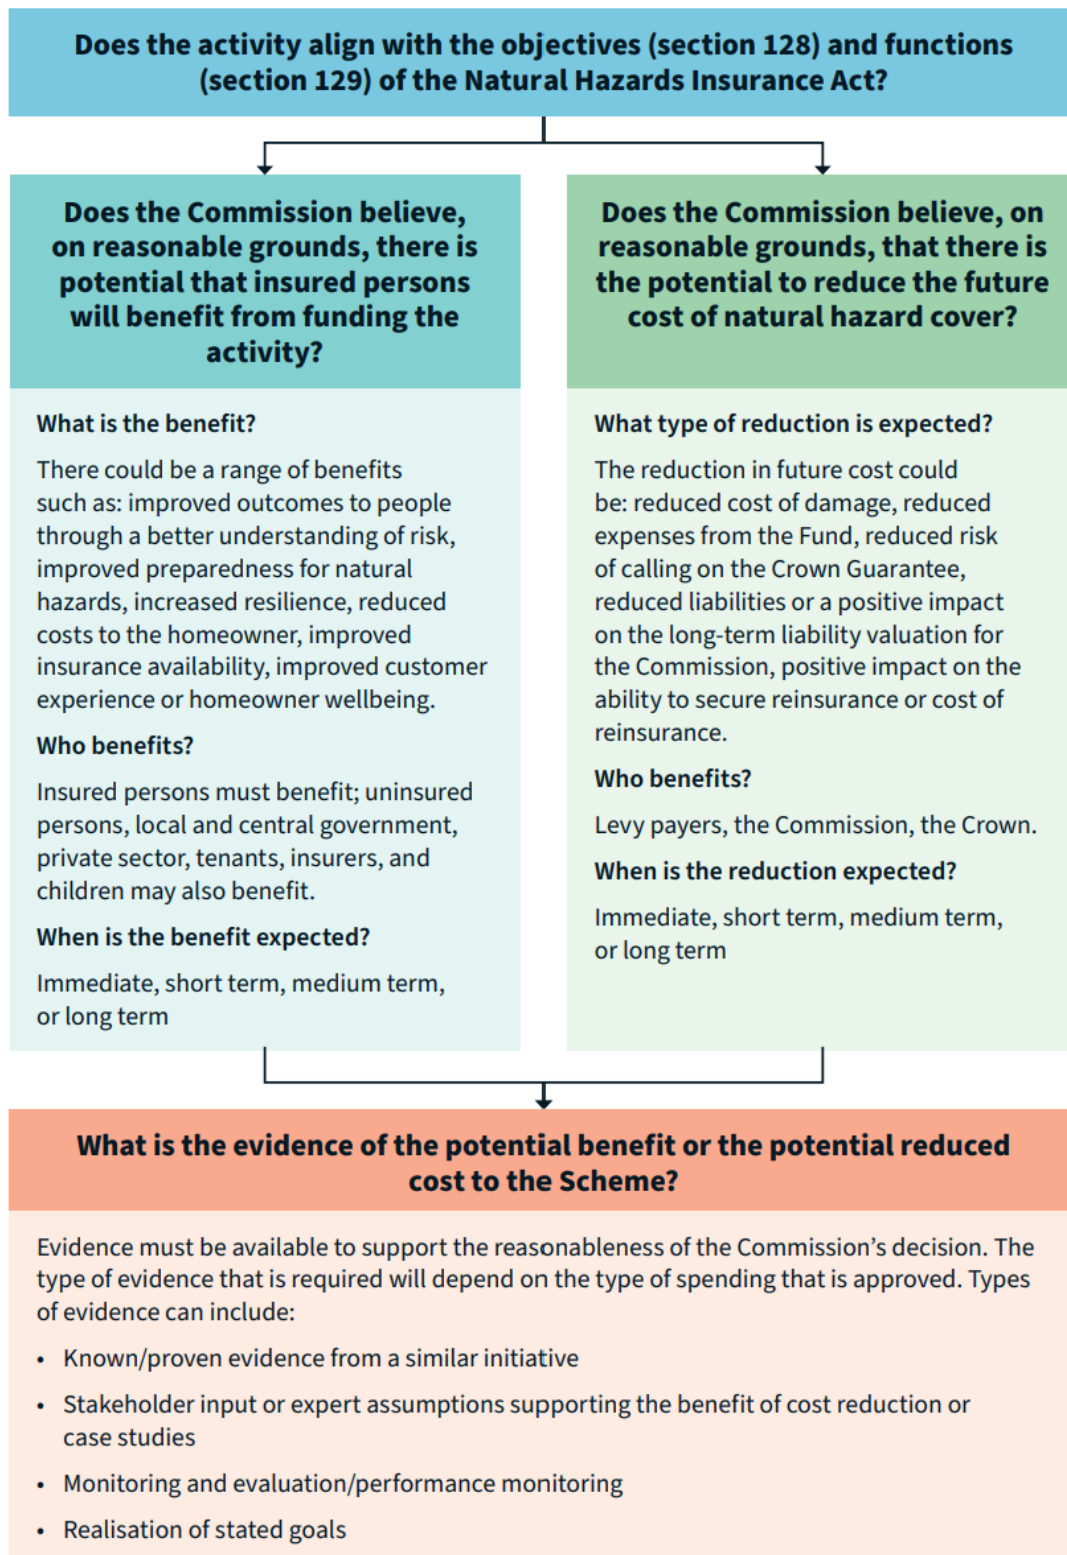 Does the activity align with the objectives (section 128) and functions
(section 129) of the Natural Hazards Insurance Act?
Does the Commission believe,
on reasonable grounds, there is
potential that insured persons
will benefit from funding the
activity?
What is the benefit?
There could be a range of benefits
such as: improved outcomes to people
through a better understanding of risk,
improved preparedness for natural
hazards, increased resilience, reduced
costs to the homeowner, improved
insurance availability, improved customer
experience or homeowner wellbeing.
Who benefits?
Insured persons must benefit; uninsured
persons, local and central government,
private sector, tenants, insurers, and
children may also benefit.
When is the benefit expected?
Immediate, short term, medium term,
or long term
Does the Commission believe, on
reasonable grounds, that there is
the potential to reduce the future
cost of natural hazard cover?
What type of reduction is expected?
The reduction in future cost could
be: reduced cost of damage, reduced
expenses from the Fund, reduced risk
of calling on the Crown Guarantee,
reduced liabilities or a positive impact
on the long-term liability valuation for
the Commission, positive impact on the
ability to secure reinsurance or cost of
reinsurance.
Who benefits?
Levy payers, the Commission, the Crown.
When is the reduction expected?
Immediate, short term, medium term,
or long term
What is the evidence of the potential benefit or the potential reduced
cost to the Scheme?
Evidence must be available to support the reasonableness of the Commission's decision. The
type of evidence that is required will depend on the type of spending that is approved. Types
of evidence can include:
• Known/proven evidence from a similar initiative
• Stakeholder input or expert assumptions supporting the benefit of cost reduction or
case studies
• Monitoring and evaluation/performance monitoring
• Realisation of stated goals